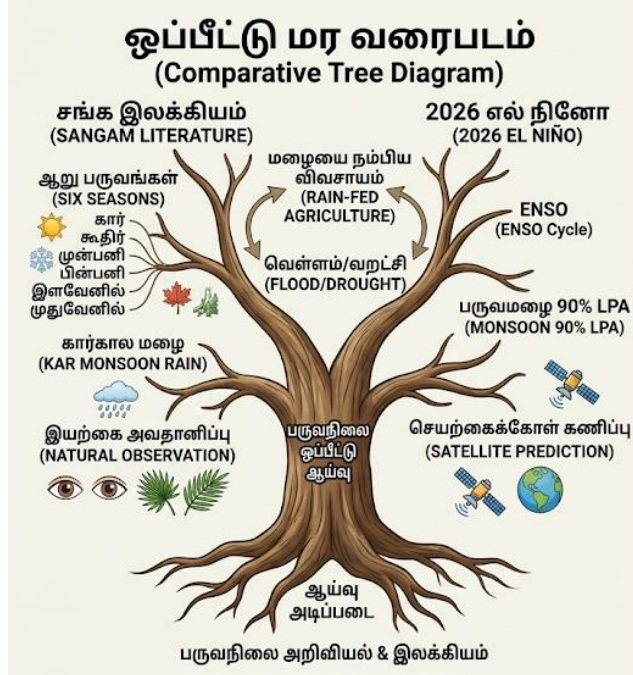 ஒப்பீட்டு மர வரைபடம்
(Comparative Tree Diagram)
சங்க இலக்கியம்
(SANGAM LITERATURE)
ஆறு பருவங்கள்
(SIX SEASONS)
கார்
கூதிர்
முன்பனி
பின்பனி
இளவேனில்
முதுவேனில்
கார்கால மழை
(KAR MONSOON RAIN)
இயற்கை அவதானிப்பு
(NATURAL OBSERVATION)
மழையை நம்பிய
விவசாயம்
(RAIN-FED
AGRICULTURE)
வெள்ளம்/வறட்சி
(FLOOD/DROUGHT)
2026 எல் நினோ
(2026 EL NIÑO)
ENSO
(ENSO Cycle)
பருவமழை 90% LPA
(MONSOON 90% LPA)
செயற்கைக்கோள் கணிப்பு
(SATELLITE PREDICTION)
பருவநிலை
ஒப்பீட்டு
ஆய்வு
ஆய்வு
அடிப்படை
பருவநிலை அறிவியல் & இலக்கியம்